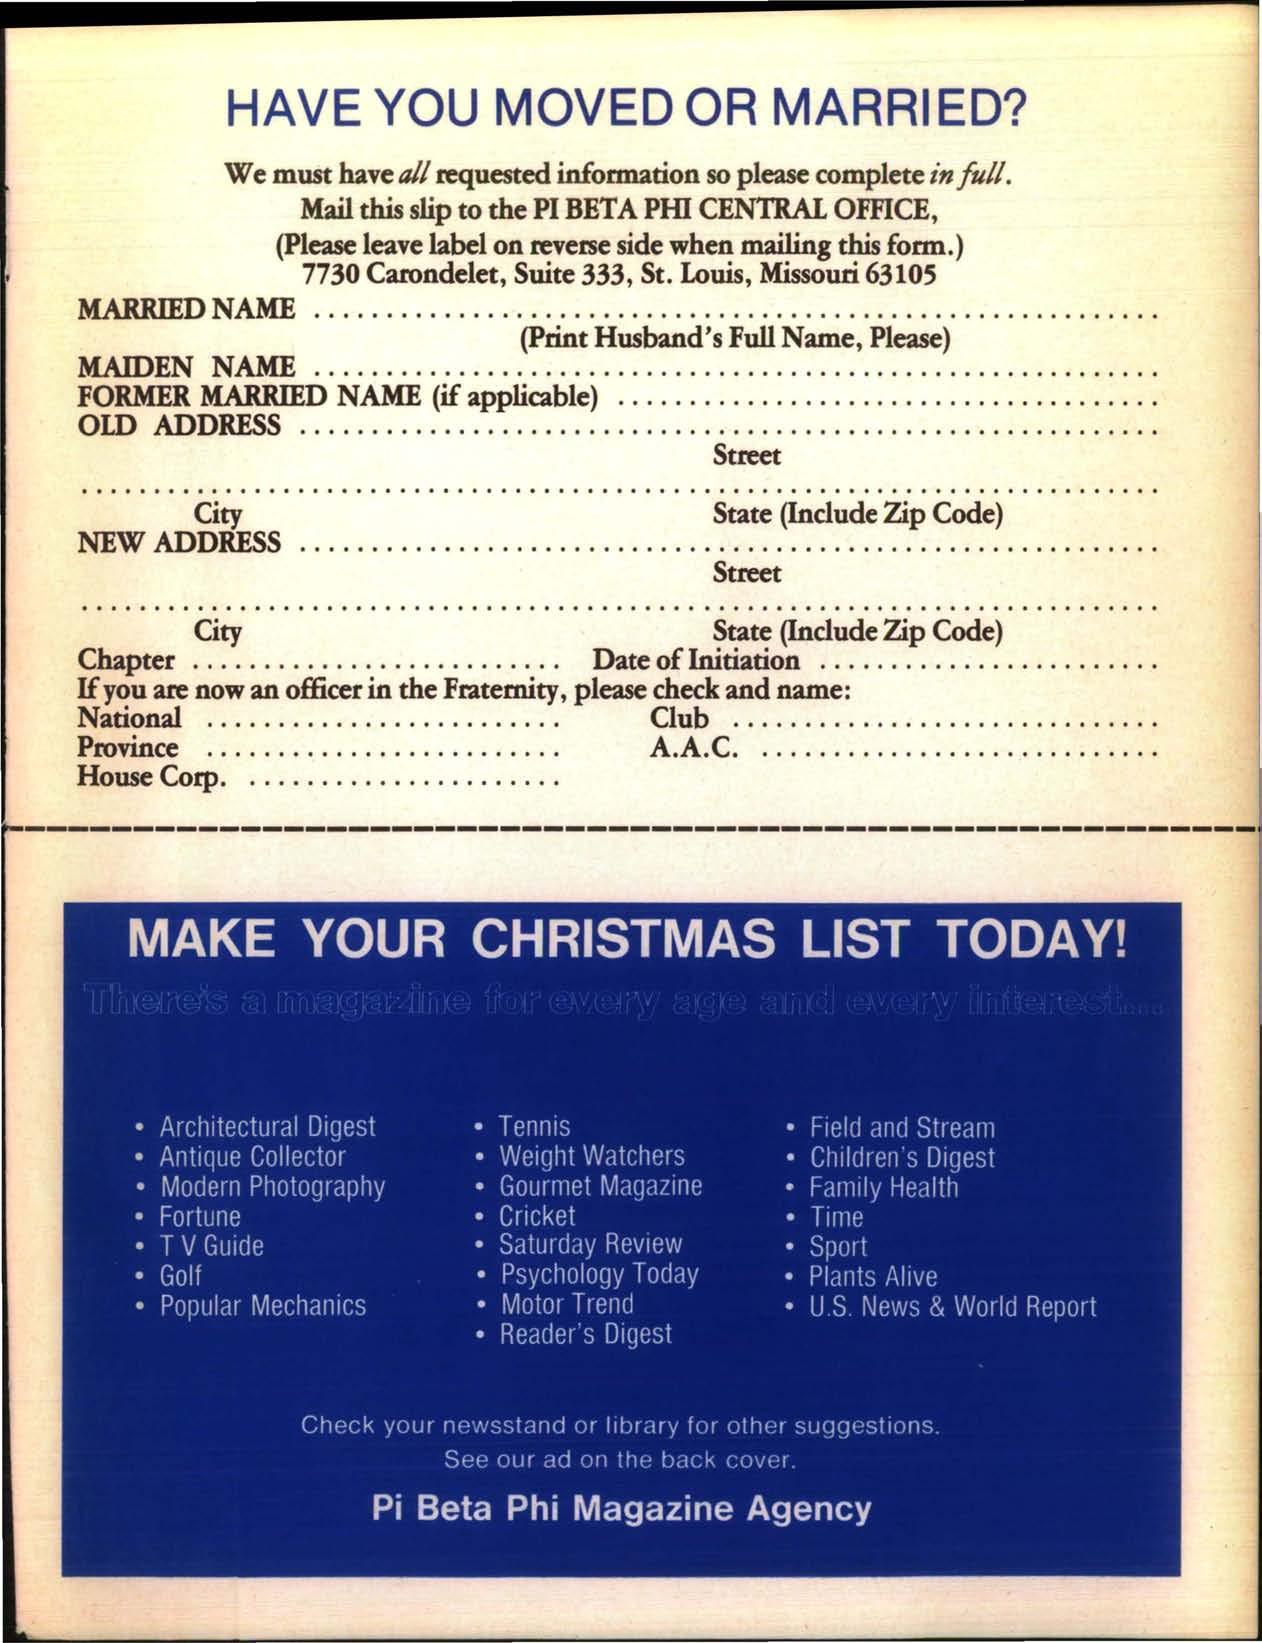 HAVE YOU MOVED OR MARRIED?
We must have all requested information so please complete in full.
Mail this slip to the PI BETA PHI CENTRAL OFFICE,
(Please leave label on reverse side when mailing this form.)
7730 Carondelet, Suite 333, St. Louis, Missouri 63105
MARRIED NAME ............................................................
(Print Husband's Full Name, Please)
MAIDEN NAME ............................................................
FORMER MARRIED NAME (if applicable) ......................................
OLD ADDRESS ............................................................
Street
...........................................................................
City State (Include Zip Code)
NEW ADDRESS ............................................................
Street
...........................................................................
City State (Include Zip Code)
Chapter .......................... Date of Initiation ........................
If you are now an officer in the Fraternity, please check and name:
National ......................... Club ..............................
Province ......................... A.A.C. ............................
House Corp. ......................
MAKE YOUR CHRISTMAS LIST TODAY!
There's a magazine for every age and every interest....
• Architectural Digest
• Antique Collector
• Modern Photography
• Fortune
• T V Guide
• Golf
• Popular Mechanics
• Tennis
• Weight Watchers
• Gourmet Magazine
• Cricket
• Saturday Review
• Psychology Today
• Motor Trend
• Reader's Digest
• Field and Stream
• Children's Digest
• Family Health
• Time
• Sport
• Plants Alive
• U.S. News & World Report
Check your newsstand or library for other suggestions.
See our ad on the back cover.
Pi Beta Phi Magazine Agency